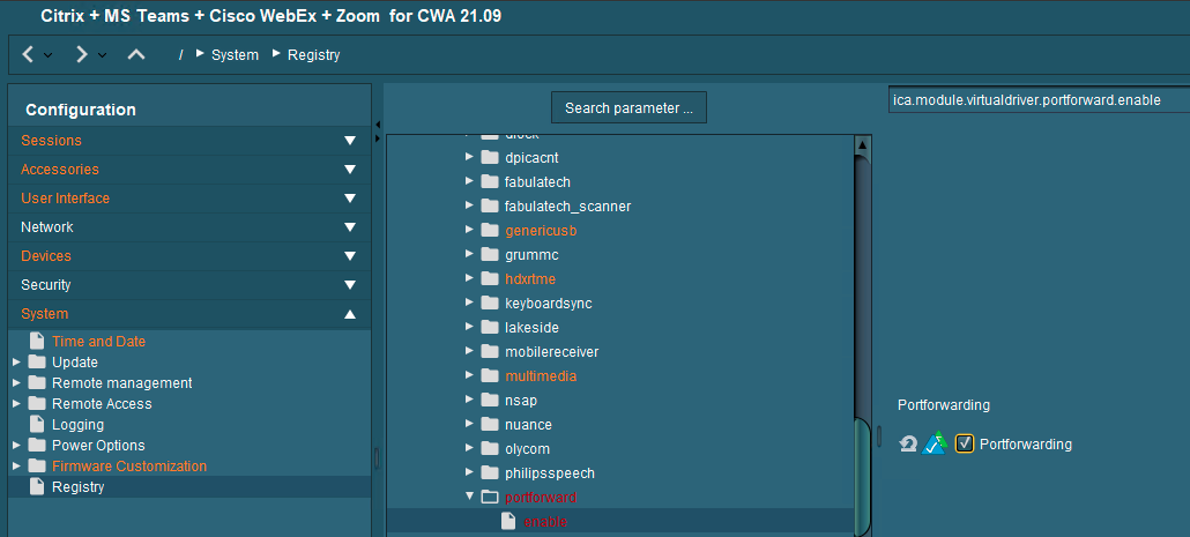 Citrix + MS Teams + Cisco WebEx + Zoom for CWA 21.09
/ System Registry
Configuration
Sessions
Accessories
User Interface
Network
Devices
Security
System
Time and Date
Update
Remote management
Remote Access
Logging
Power Options
Firmware Customization
Registry
Search parameter ...
dpicacnt
fabulatech
fabulatech_scanner
genericusb
grummc
hdxrtme
keyboardsync
lakeside
mobilereceiver
multimedia
nsap
nuance
olycom
philipsspeech
portforward
enable
ica.module.virtualdriver.portforward.enable
Portforwarding
Portforwarding